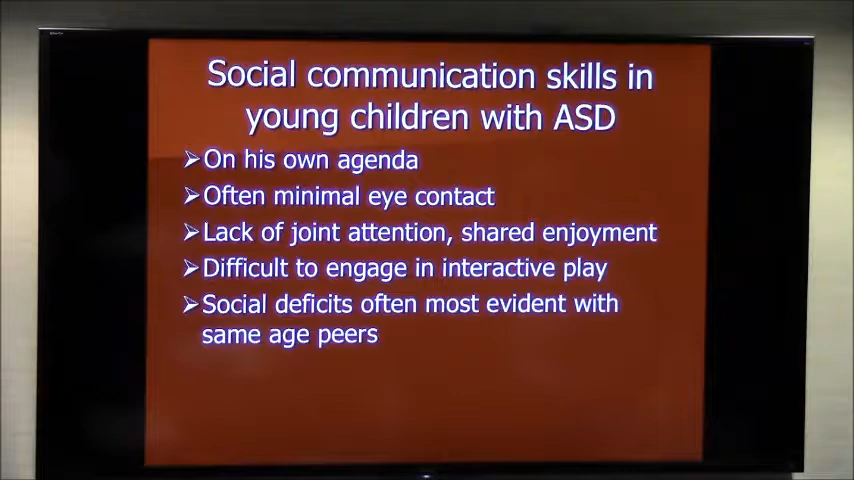 Social communication skills in
young children with ASD
➢On his own agenda
➢Often minimal eye contact
➢Lack of joint attention, shared enjoyment
➢Difficult to engage in interactive play
➢Social deficits often most evident with
same age peers